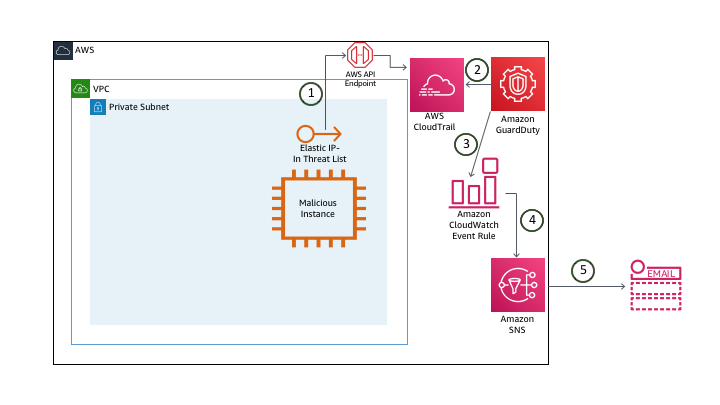 AWS
AWS API
Endpoint
VPC
1
2
Private Subnet
AWS
CloudTrail
Amazon
GuardDuty
3
Elastic IP-
In Threat List
Malicious
Instance
Amazon
CloudWatch
Event Rule
4
5
EMAIL
Amazon
SNS